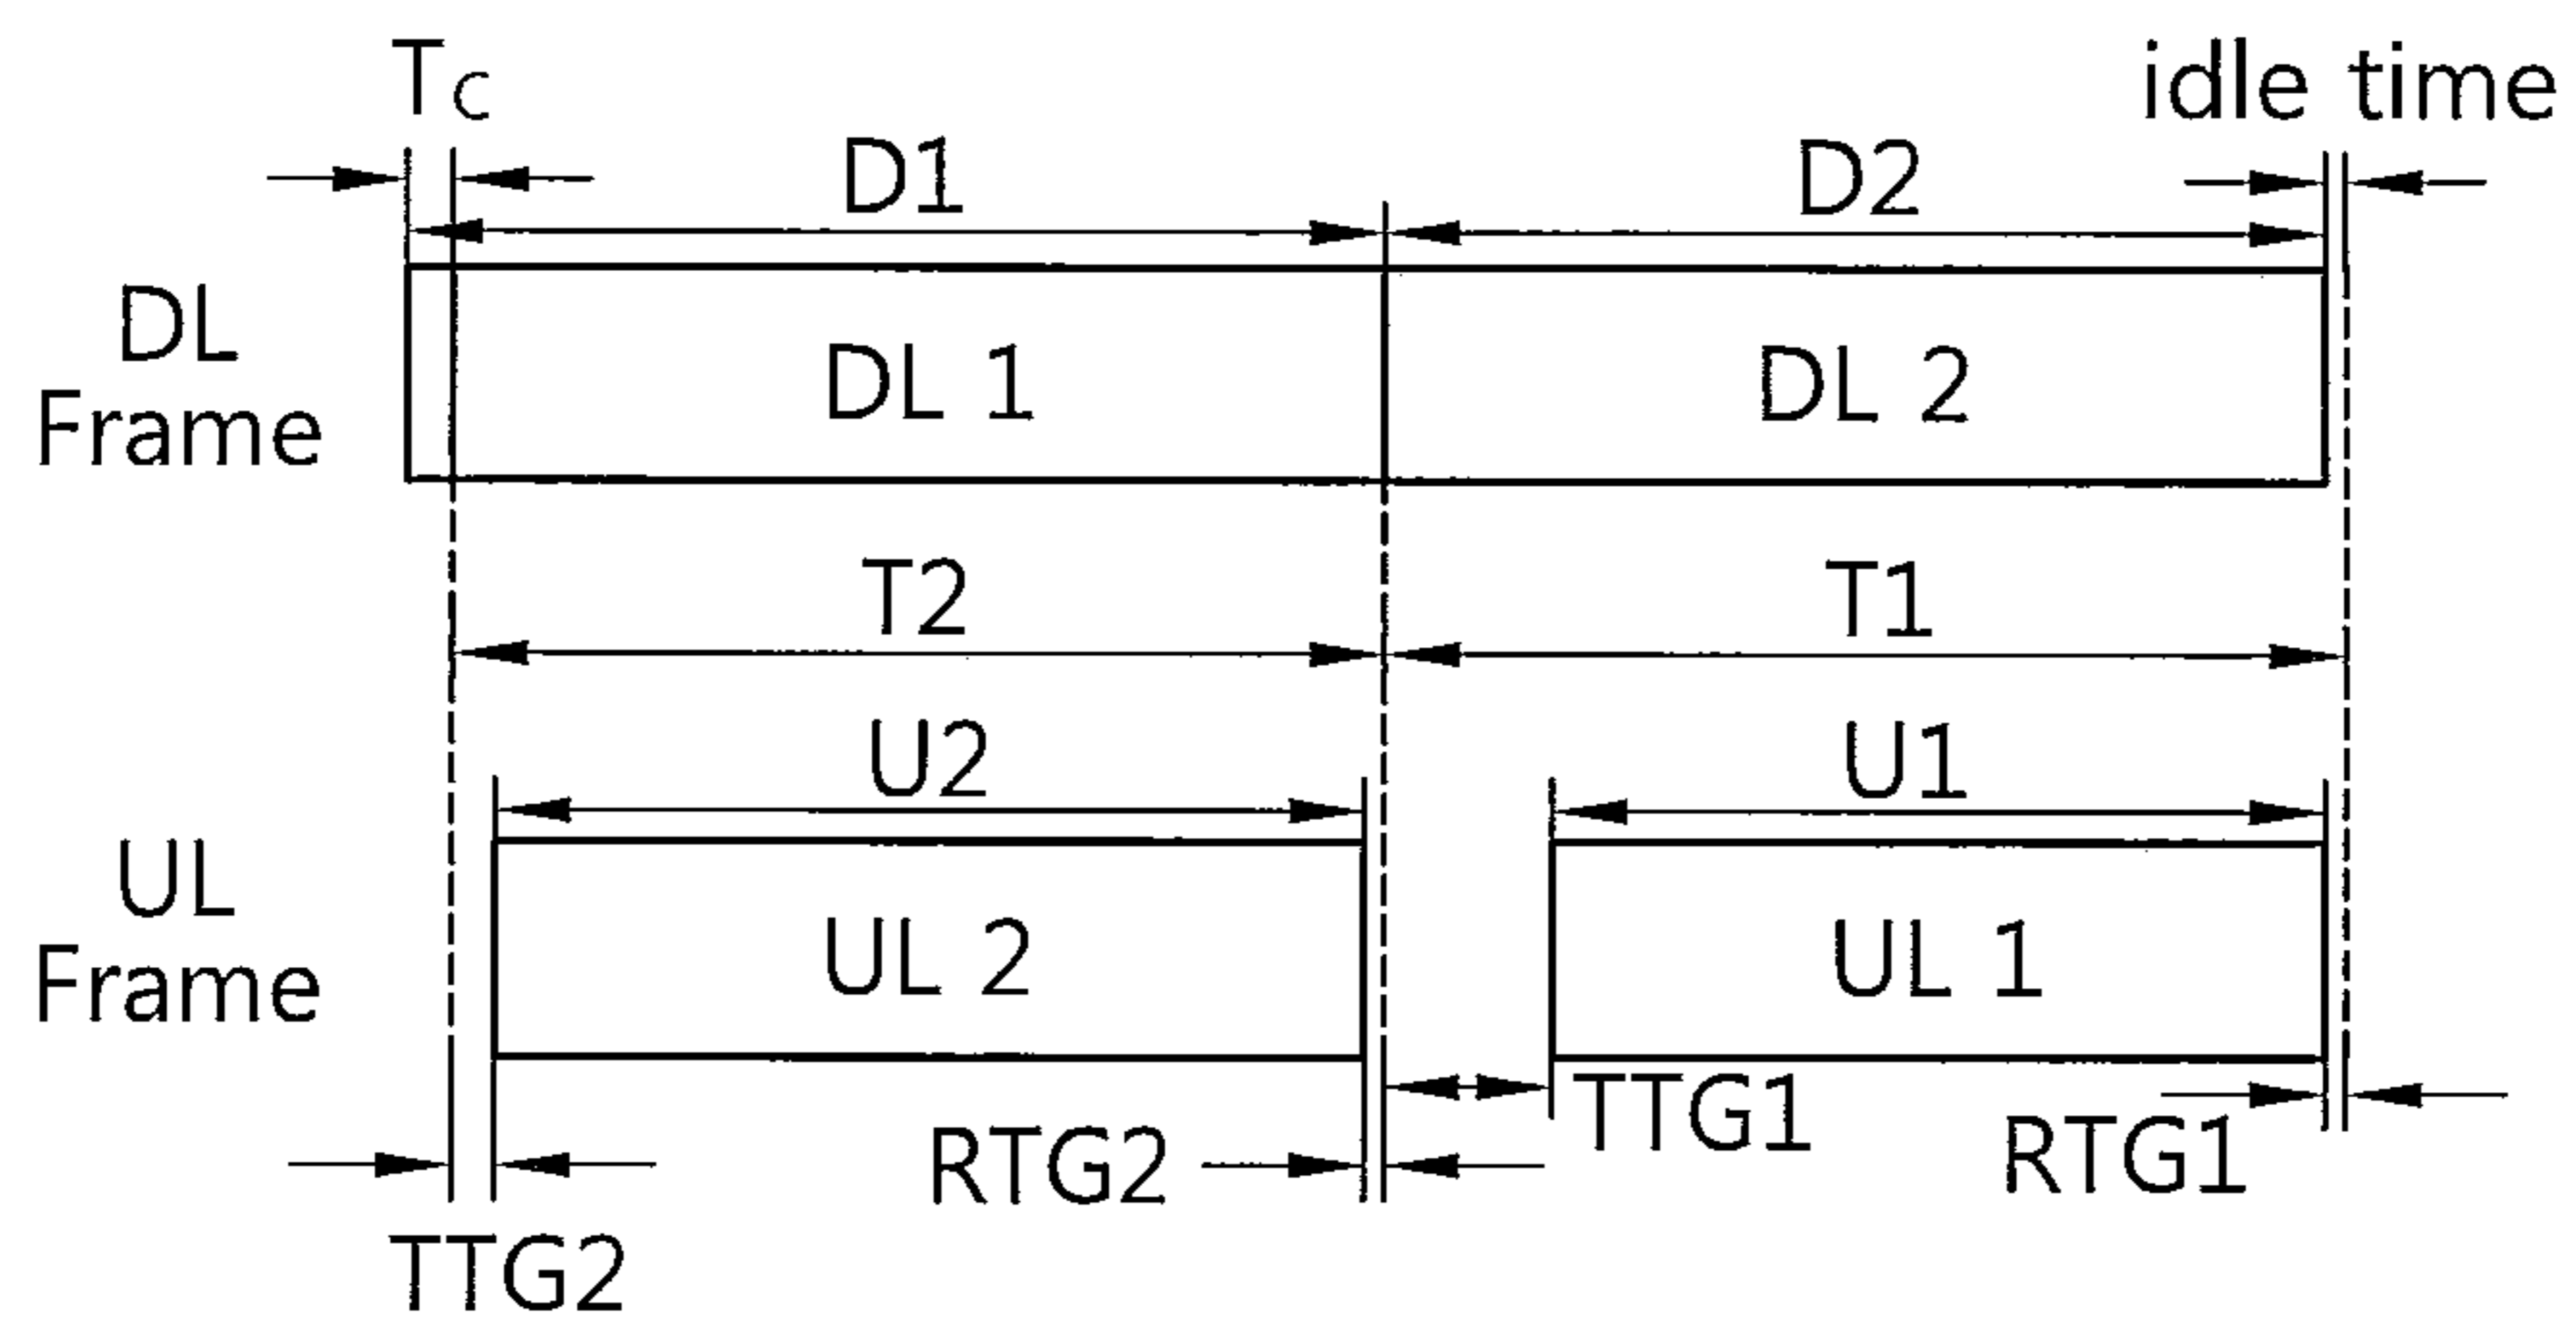 TC
idle time
D1
D2
DL
Frame
DL 1
DL 2
T2
T1
U2
U1
UL
Frame
UL 2
UL 1
TTG1
RTG2
RTG1
TTG2